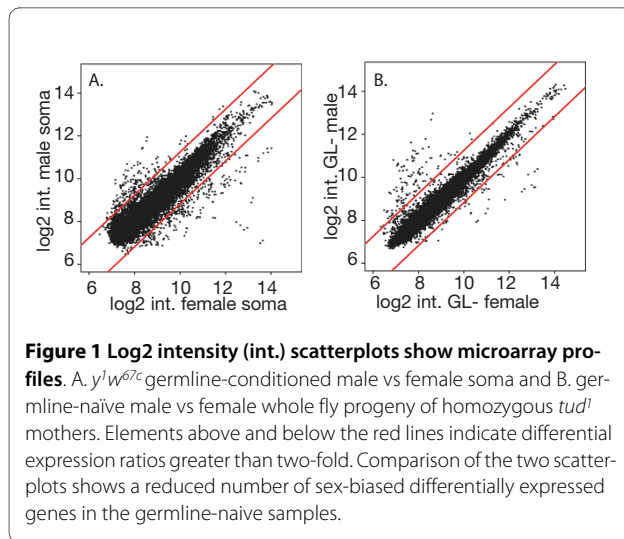 A.
14
12
10
8
6
log2 int. male soma
6 8 10 12 14
log2 int. female soma
B.
14
12
10
8
6
log2 int. GL- male
6 8 10 12 14
log2 int. GL- female
Figure 1 Log2 intensity (int.) scatterplots show microarray pro-
files. A. y¹w⁶⁷ᶜ germline-conditioned male vs female soma and B. ger-
mline-naïve male vs female whole fly progeny of homozygous tud¹
mothers. Elements above and below the red lines indicate differential
expression ratios greater than two-fold. Comparison of the two scatter-
plots shows a reduced number of sex-biased differentially expressed
genes in the germline-naive samples.